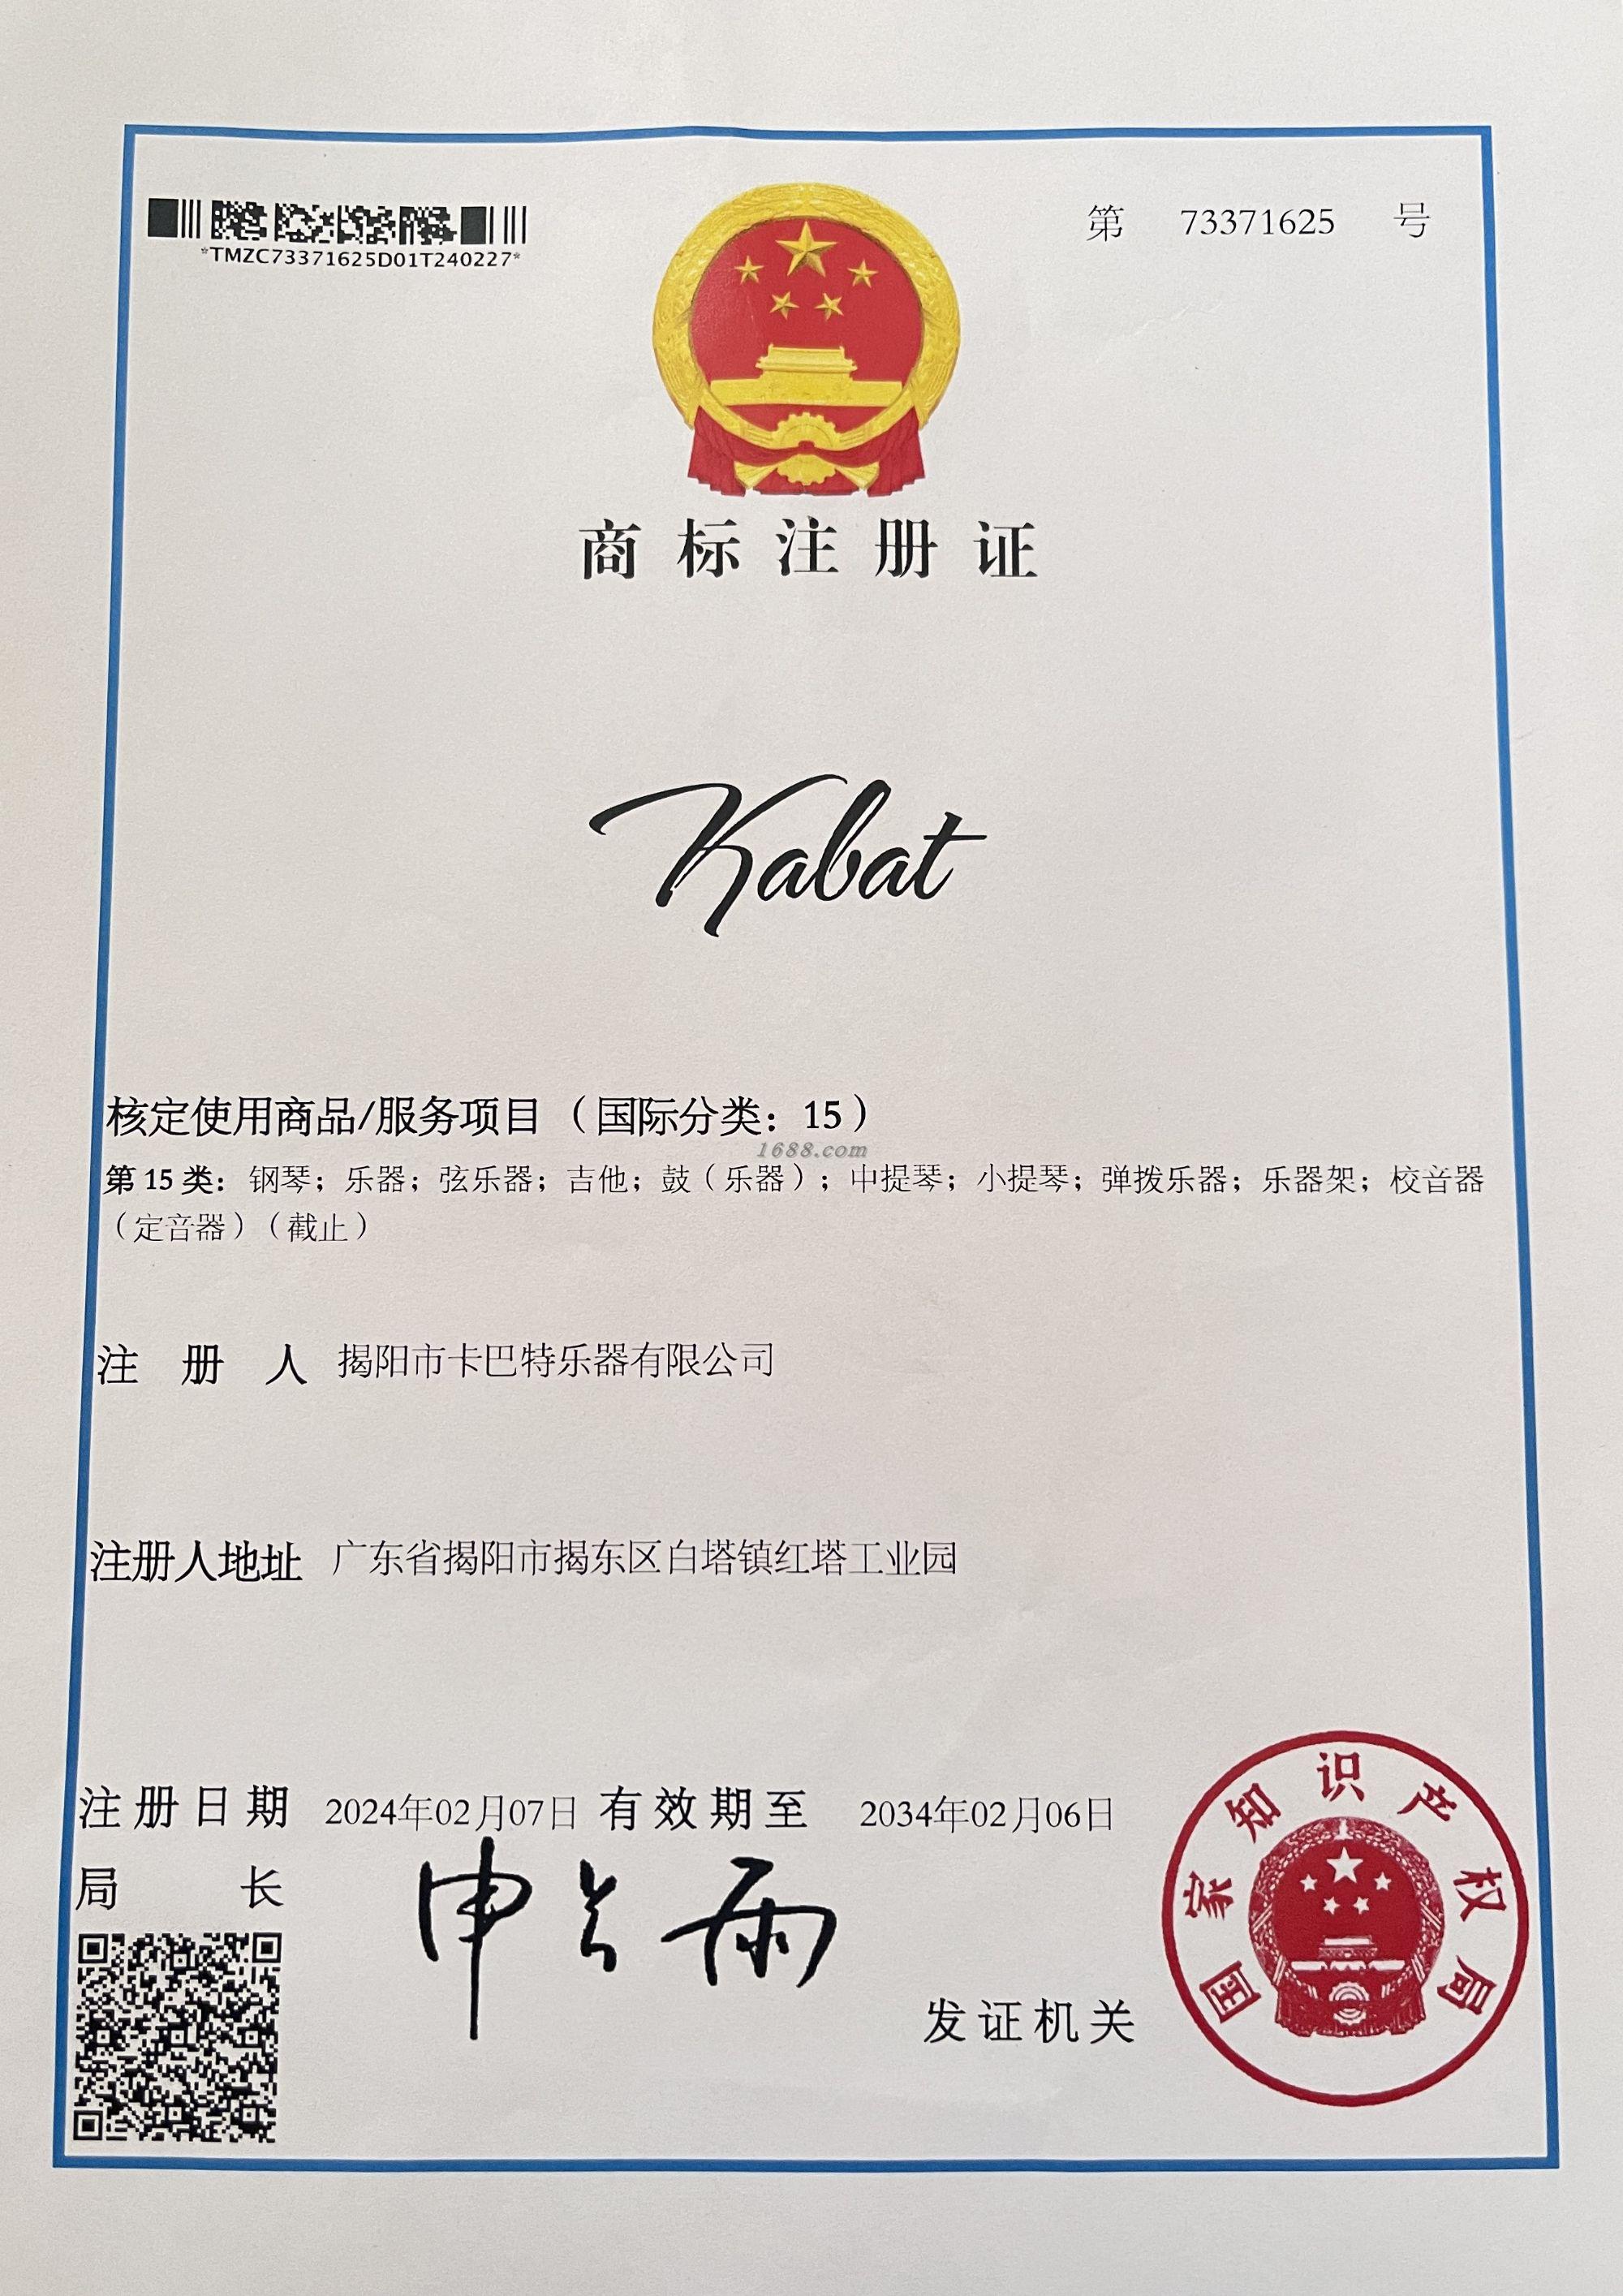 *TMZC73371625D01T240227*
第 73371625 号
商标注册证
Kabat
核定使用商品/服务项目（国际分类：15）
1688.com
第 15 类：钢琴；乐器；弦乐器；吉他；鼓（乐器）；中提琴；小提琴；弹拨乐器；乐器架；校音器
（定音器）（截止）
注 册 人 揭阳市卡巴特乐器有限公司
注册人地址 广东省揭阳市揭东区白塔镇红塔工业园
注册日期 2024年02月07日 有效期至 2034年02月06日
局 长 申长雨
发证机关
国家知识产权局